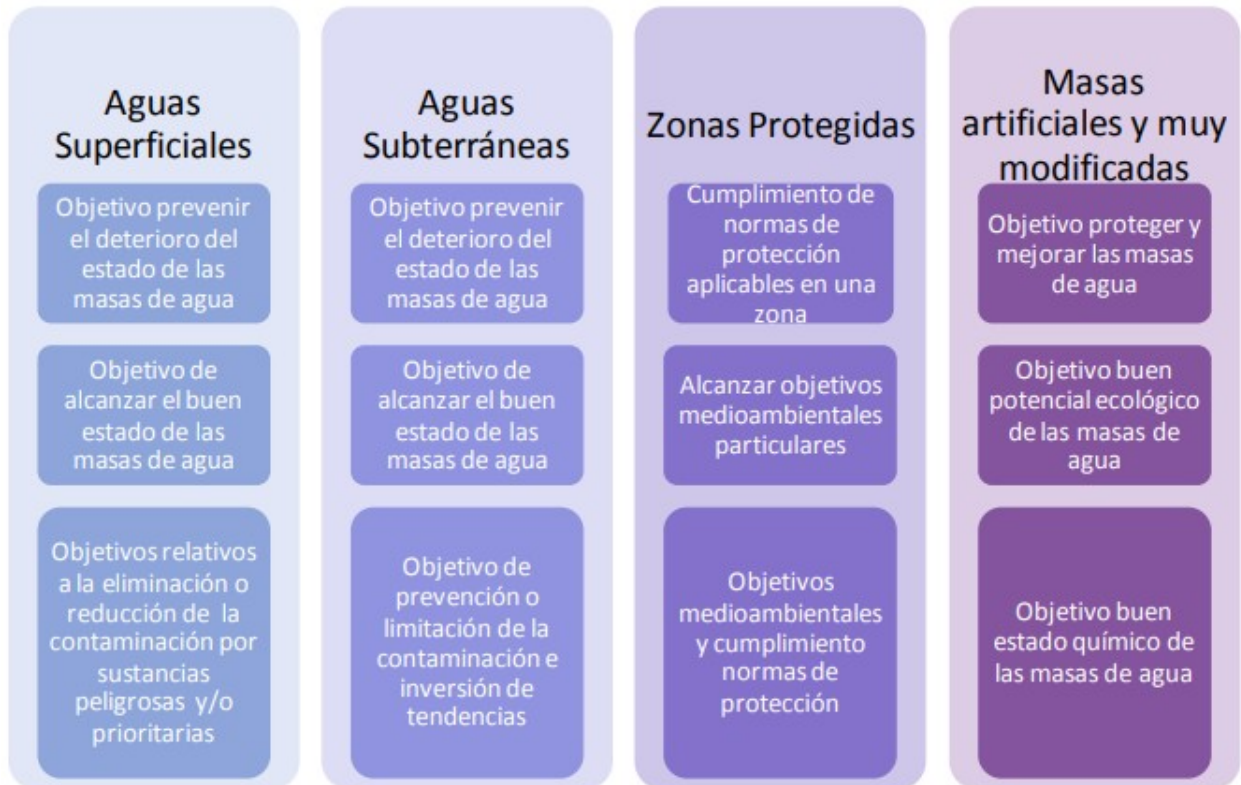 Aguas
Superficiales
Objetivo prevenir
el deterioro del
estado de las
masas de agua
Objetivo de
alcanzar el buen
estado de las
masas de agua
Objetivos relativos
a la eliminación o
reducción de la
contaminación por
sustancias
peligrosas y/o
prioritarias
Aguas
Subterráneas
Objetivo prevenir
el deterioro del
estado de las
masas de agua
Objetivo de
alcanzar el buen
estado de las
masas de agua
Objetivo de
prevención o
limitación de la
contaminación e
inversión de
tendencias
Zonas Protegidas
Cumplimiento de
normas de
protección
aplicables en una
zona
Alcanzar objetivos
medioambientales
particulares
Objetivos
medioambientales
y cumplimiento
normas de
protección
Masas
artificiales y muy
modificadas
Objetivo proteger y
mejorar las masas
de agua
Objetivo buen
potencial ecológico
de las masas de
agua
Objetivo buen
estado químico de
las masas de agua